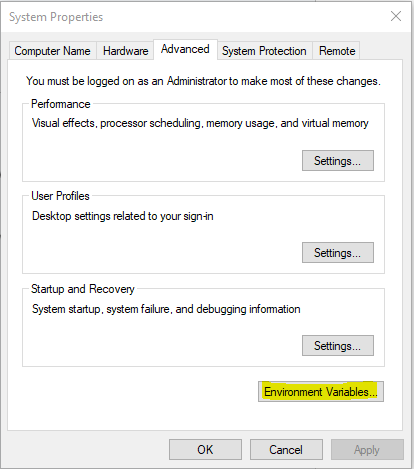 System Properties
Computer Name Hardware Advanced System Protection Remote
You must be logged on as an Administrator to make most of these changes.
Performance
Visual effects, processor scheduling, memory usage, and virtual memory
Settings...
User Profiles
Desktop settings related to your sign-in
Settings...
Startup and Recovery
System startup, system failure, and debugging information
Settings...
Environment Variables...
OK Cancel Apply